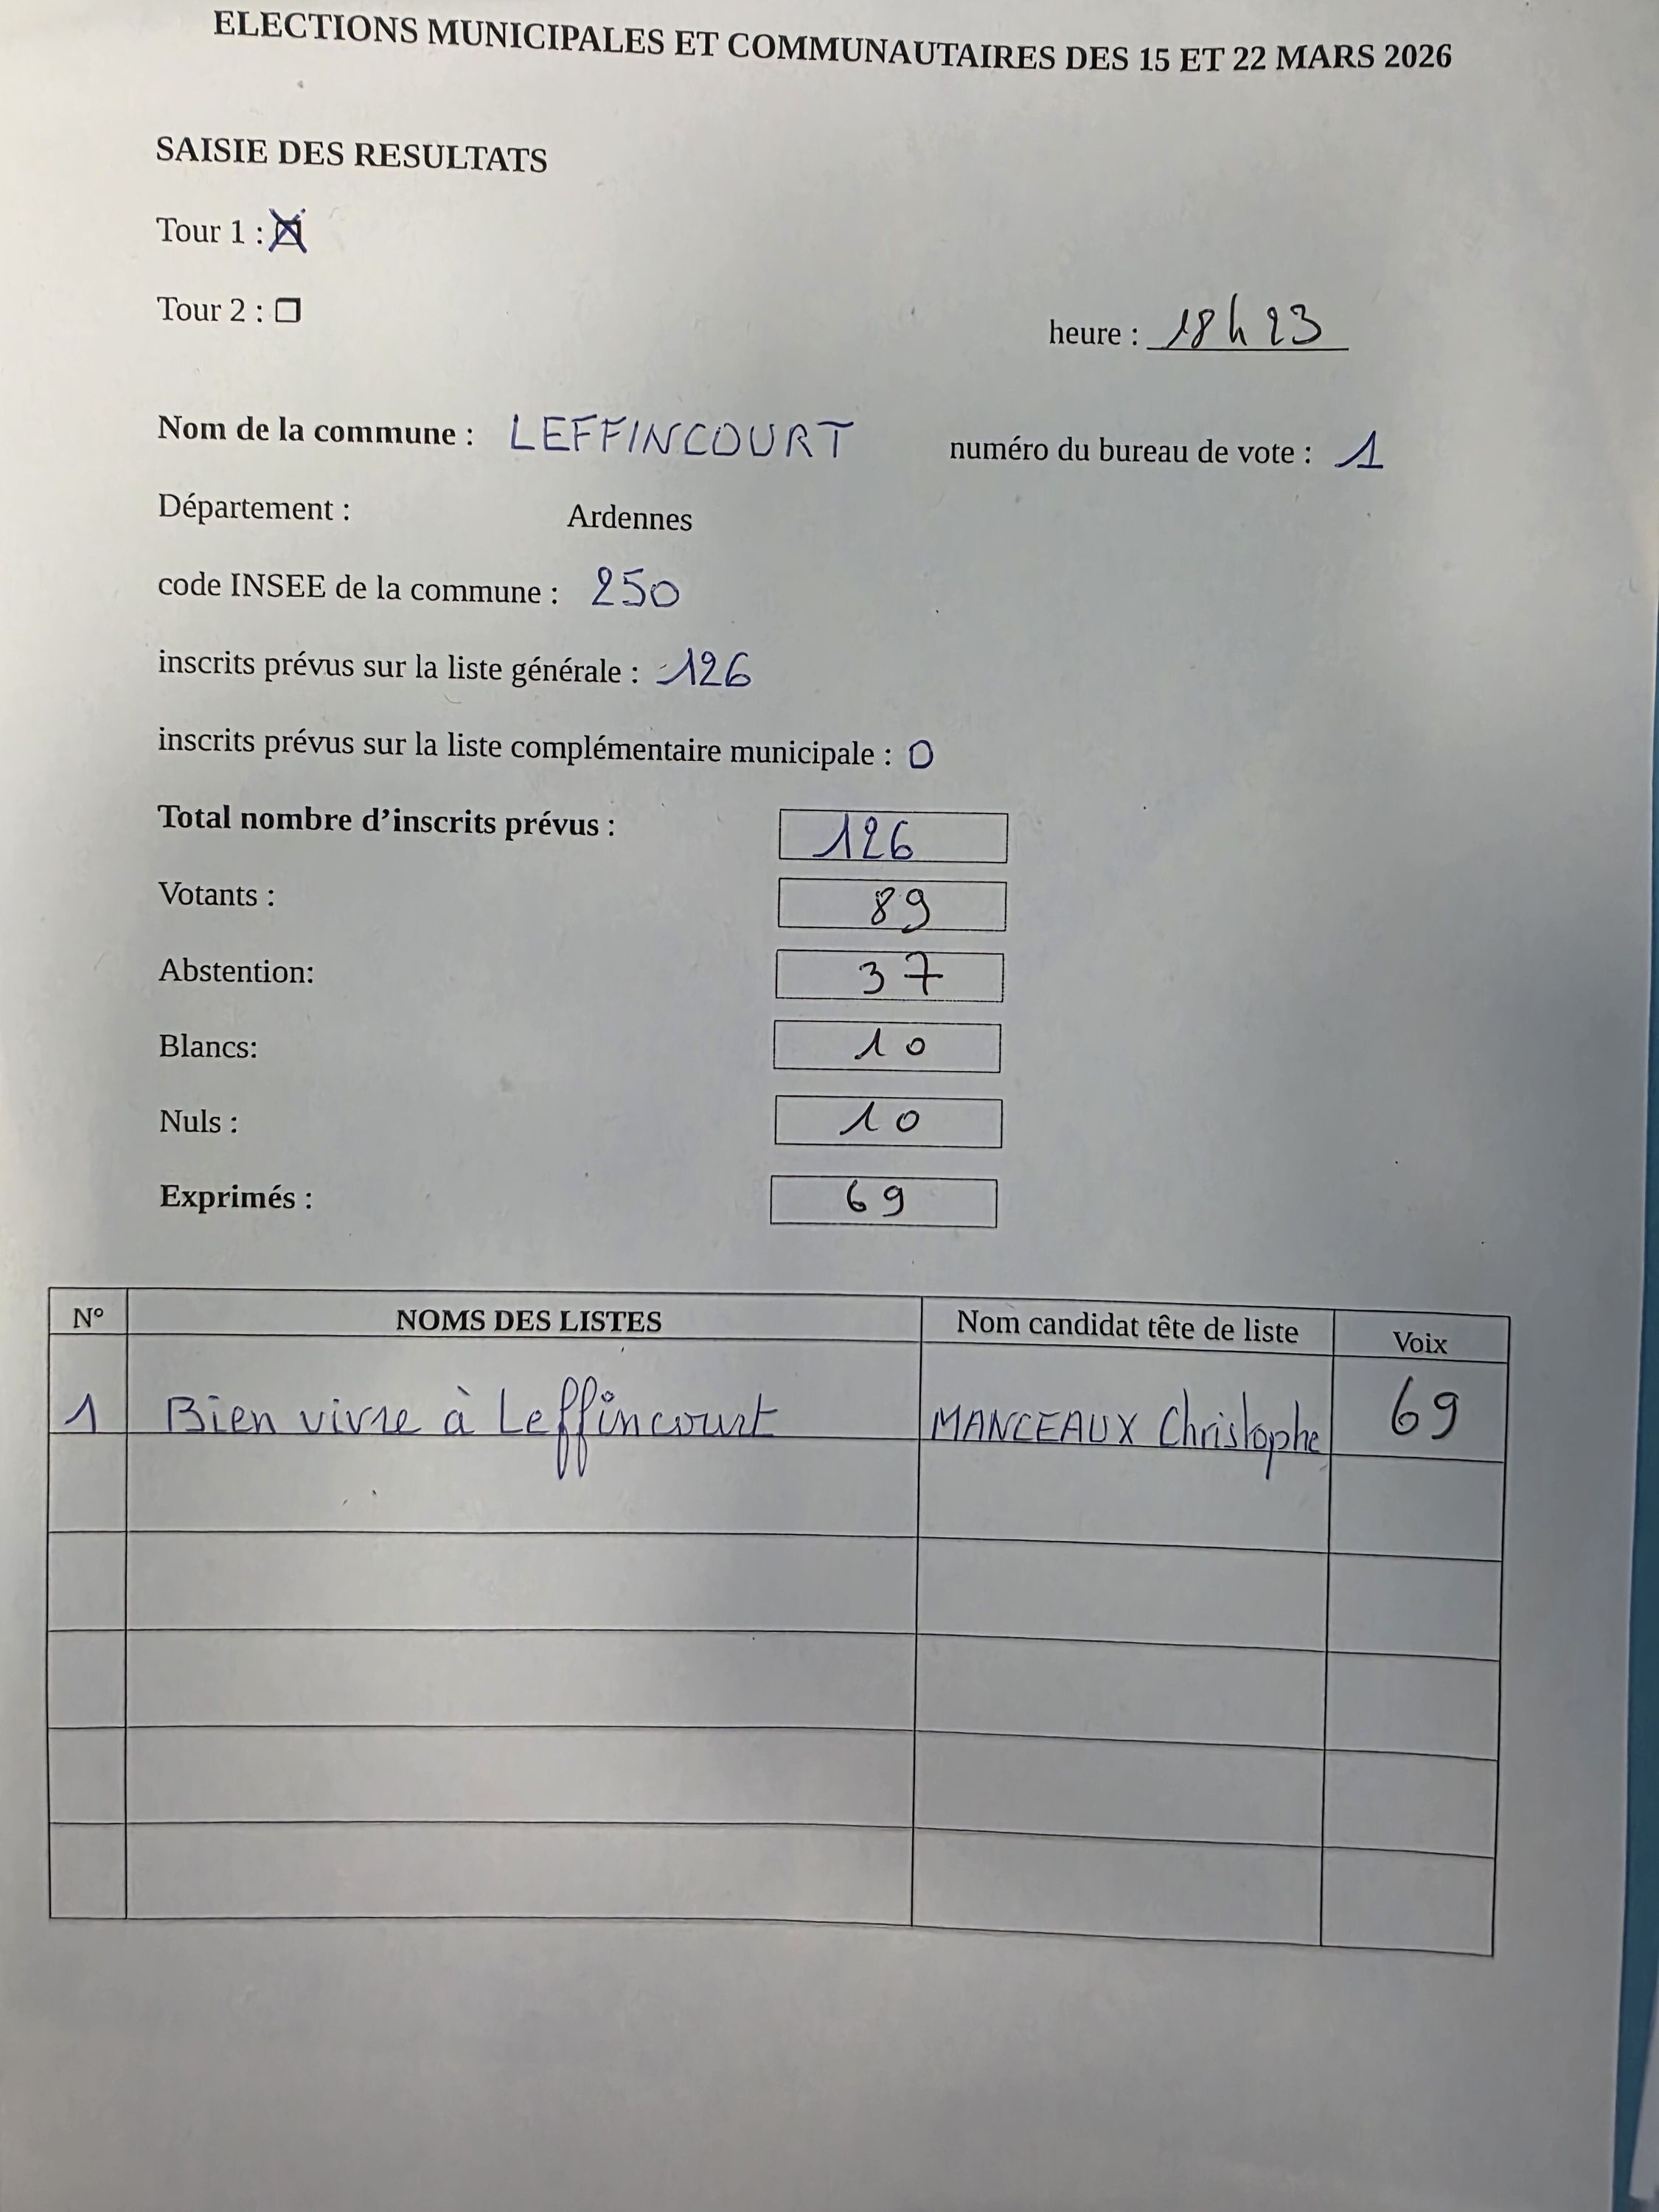 ELECTIONS MUNICIPALES ET COMMUNAUTAIRES DES 15 ET 22 MARS 2026
SAISIE DES RESULTATS
Tour 1 : ☒
Tour 2 : ☐
heure : 18h23
Nom de la commune : LEFFINCOURT numéro du bureau de vote : 1
Département : Ardennes
code INSEE de la commune : 250
inscrits prévus sur la liste générale : 126
inscrits prévus sur la liste complémentaire municipale : 0
Total nombre d'inscrits prévus : 126
Votants : 89
Abstention: 37
Blancs: 10
Nuls : 10
Exprimés : 69
N° NOMS DES LISTES Nom candidat tête de liste Voix
1 Bien vivre à Leffincourt MANCEAUX Christophe 69